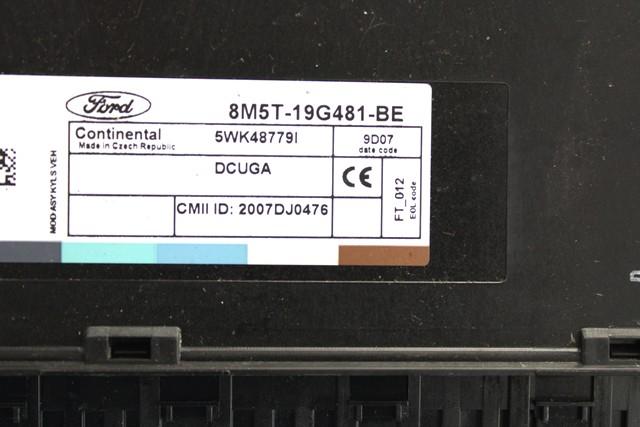 Ford
8M5T-19G481-BE
Continental
Made in Czech Republic
5WK48779I
9D07
date code
DCUGA
CE
CMII ID: 2007DJ0476
FT_012
EOL code
MOD ASY KYLS VEH